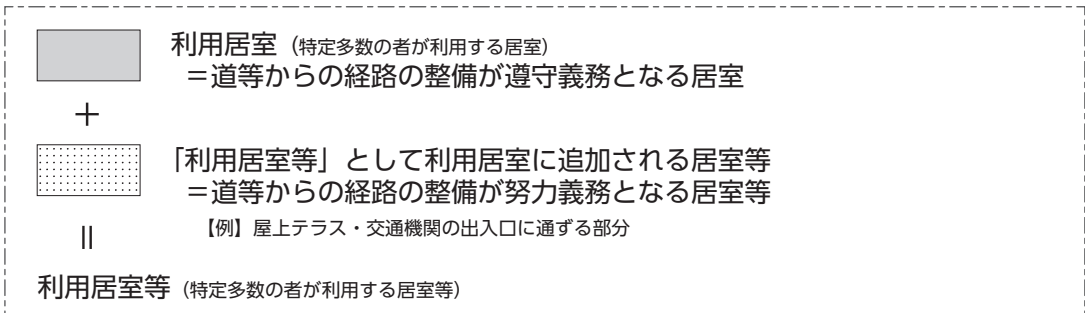 利用居室（特定多数の者が利用する居室）
＝道等からの経路の整備が遵守義務となる居室
＋
「利用居室等」として利用居室に追加される居室等
＝道等からの経路の整備が努力義務となる居室等
【例】屋上テラス・交通機関の出入口に通ずる部分
＝
利用居室等（特定多数の者が利用する居室等）